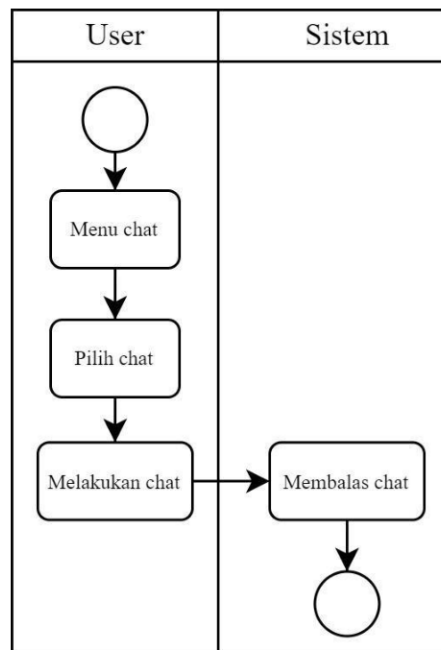 User
Sistem
Menu chat
Pilih chat
Melakukan chat
Membalas chat